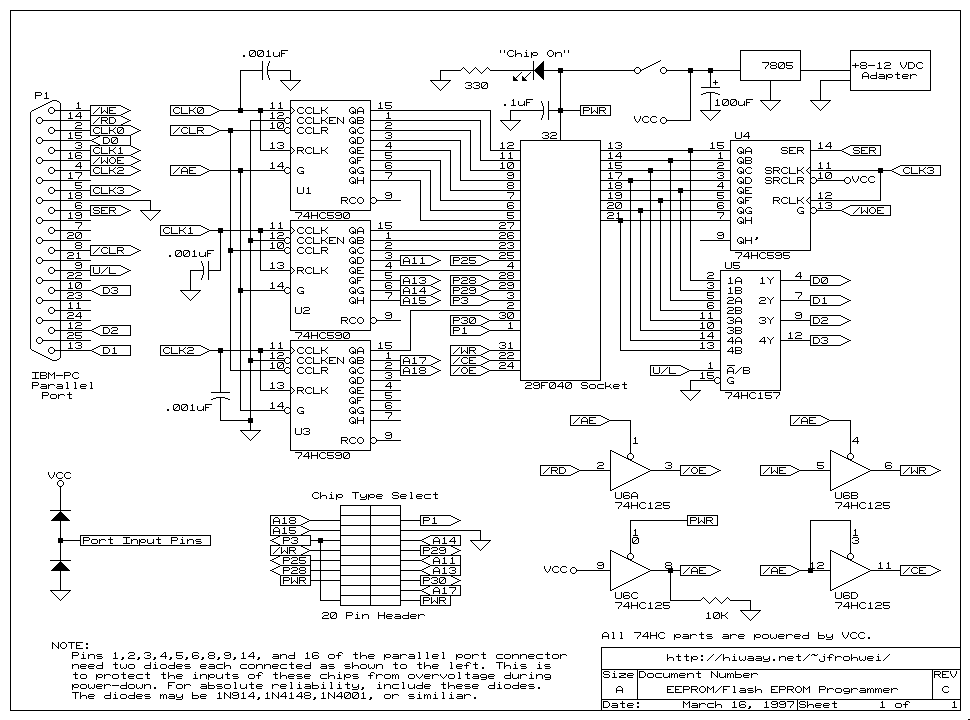 .001uF
"Chip On"
330
.1uF
PWR
7805
+8-12 VDC
Adapter
+
100uF
VCC
P1
1 /WE
14 /RD
2 CLK0
15 D0
3 CLK1
16 /WOE
4 CLK2
17
5 CLK3
18
6 SER
19
7
20
8 /CLR
21
9 U/L
22
10 D3
23
11
24
12 D2
25
13 D1
IBM-PC
Parallel
Port
CLK0
/CLR
/AE
11 CCLK QA 15
12 CCLKEN QB 1
10 CCLR QC 2
QD 3
13 RCLK QE 4
QF 5
14 G QG 6
QH 7
U1
RCO 9
74HC590
CLK1
.001uF
11 CCLK QA 15
12 CCLKEN QB 1
10 CCLR QC 2
QD 3 A11
13 RCLK QE 4
QF 5 A13
14 G QG 6 A14
QH 7 A15
U2
RCO 9
74HC590
CLK2
.001uF
11 CCLK QA 15
12 CCLKEN QB 1 A17
10 CCLR QC 2 A18
QD 3
13 RCLK QE 4
QF 5
14 G QG 6
QH 7
U3
RCO 9
74HC590
32
12 13
11 14
10 15
9 17
8 18
7 19
6 20
5 21
27
26
23
P25 25
4
P28 28
P29 29
P3 3
2
P30 30
P1 1
/WR 31
/CE 22
/OE 24
29F040 Socket
U4
15 QA SER 14 SER
1 QB
2 QC SRCLK 11 CLK3
3 QD SRCLR 10 VCC
4 QE
5 QF RCLK 12
6 QG G 13 /WOE
7 QH
9 QH'
74HC595
U5
2 1A 1Y 4 D0
3 1B
5 2A 2Y 7 D1
6 2B
11 3A 3Y 9 D2
10 3B
14 4A 4Y 12 D3
13 4B
U/L 1 A/B
15 G
74HC157
/AE
1
/RD 2 3 /OE
U6A
74HC125
/AE
4
/WE 5 6 /WR
U6B
74HC125
PWR
10
VCC 9 8 /AE
U6C
74HC125
10K
13
/AE 12 11 /CE
U6D
74HC125
VCC
Port Input Pins
Chip Type Select
A18 P1
A15
P3 A14
/WR P29
P25 A11
P28 A13
PWR P30
A17
PWR
20 Pin Header
NOTE:
Pins 1,2,3,4,5,6,8,9,14, and 16 of the parallel port connector
need two diodes each connected as shown to the left. This is
to protect the inputs of these chips from overvoltage during
power-down. For absolute reliability, include these diodes.
The diodes may be 1N914,1N4148,1N4001, or similiar.
All 74HC parts are powered by VCC.
http://hiwaay.net/~jfrohwei/
Size Document Number REV
A EEPROM/Flash EPROM Programmer C
Date: March 16, 1997 Sheet 1 of 1